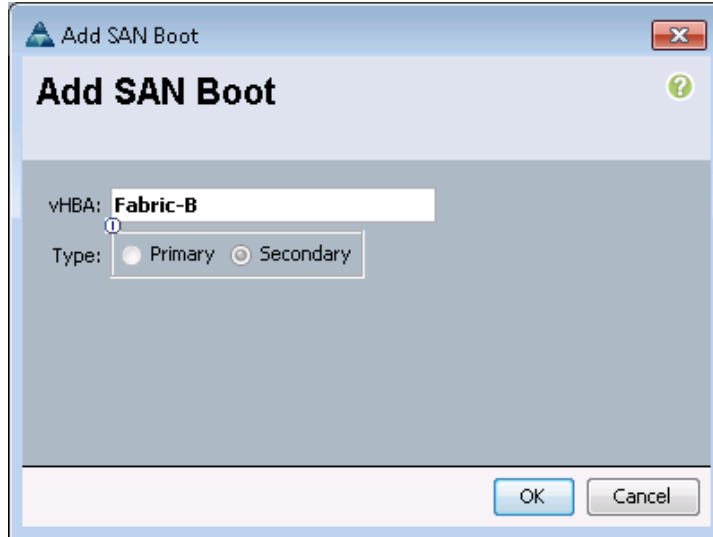 Add SAN Boot
Add SAN Boot
vHBA: Fabric-B
Type: Primary Secondary
OK Cancel